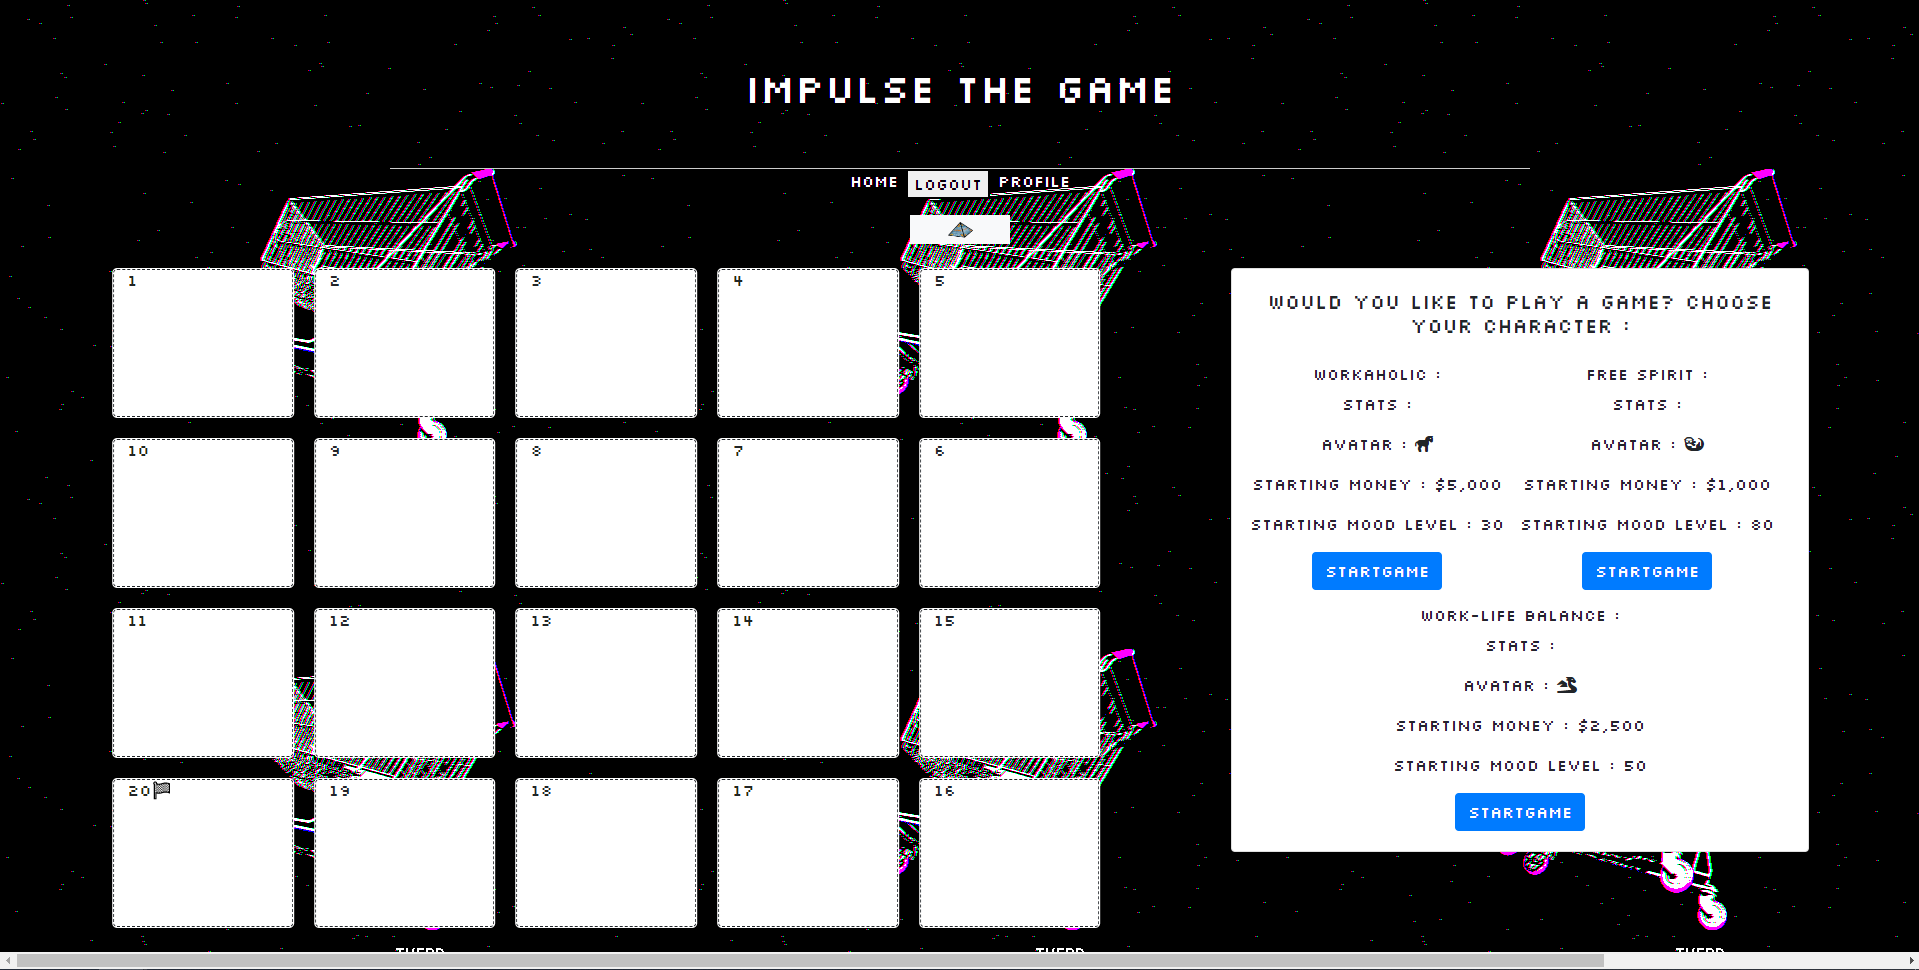 IMPULSE THE GAME
HOME LOGOUT PROFILE
1 2 3 4 5
10 9 8 7 6
11 12 13 14 15
20 19 18 17 16
WOULD YOU LIKE TO PLAY A GAME? CHOOSE
YOUR CHARACTER :
WORKAHOLIC :
STATS :
AVATAR :
STARTING MONEY : $5,000
STARTING MOOD LEVEL : 30
STARTGAME
FREE SPIRIT :
STATS :
AVATAR :
STARTING MONEY : $1,000
STARTING MOOD LEVEL : 80
STARTGAME
WORK-LIFE BALANCE :
STATS :
AVATAR :
STARTING MONEY : $2,500
STARTING MOOD LEVEL : 50
STARTGAME